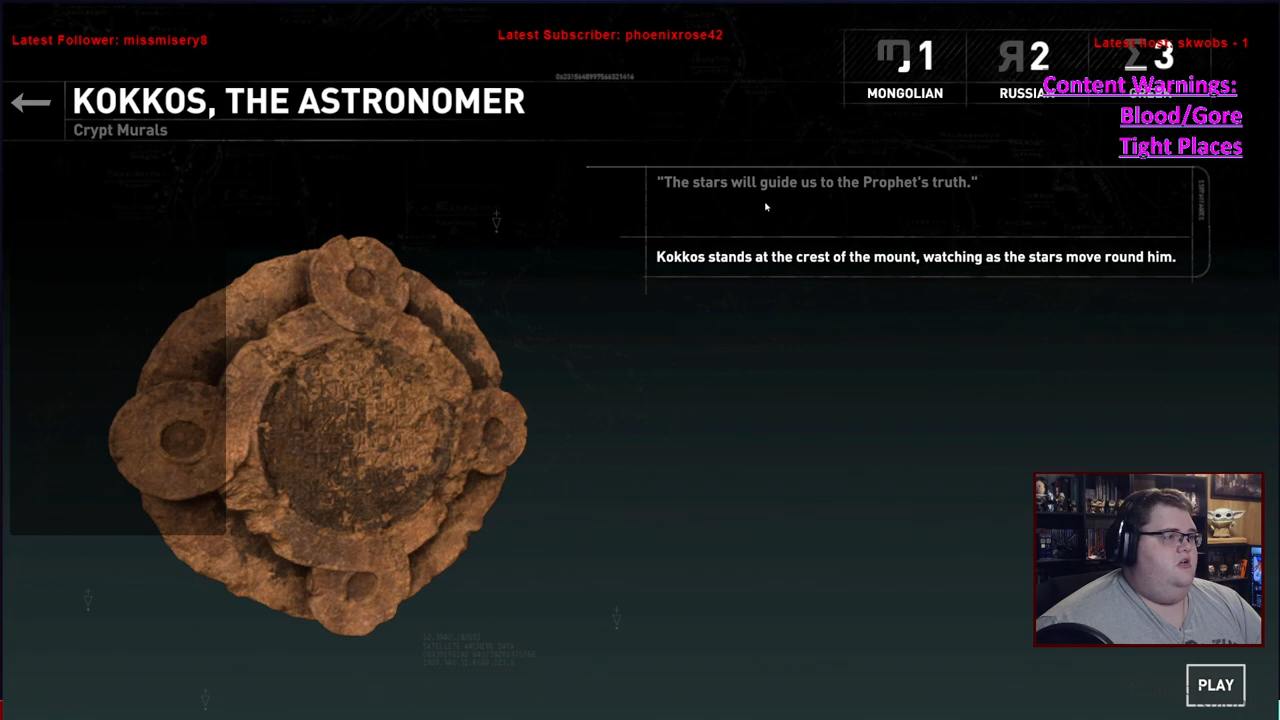 Latest Follower: missmisery8
Latest Subscriber: phoenixrose42
Latest host: skwobs - 1
1
MONGOLIAN
Я 2
RUSSIAN
Σ 3
GREEK
Content Warnings:
Blood/Gore
Tight Places
KOKKOS, THE ASTRONOMER
Crypt Murals
"The stars will guide us to the Prophet's truth."
Kokkos stands at the crest of the mount, watching as the stars move round him.
PLAY